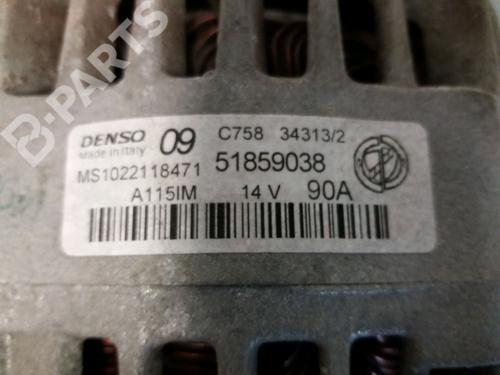 B-PARTS
DENSO 09 C758 34313/2
Made in Italy
MS1022118471 51859038
A115IM 14 V 90A